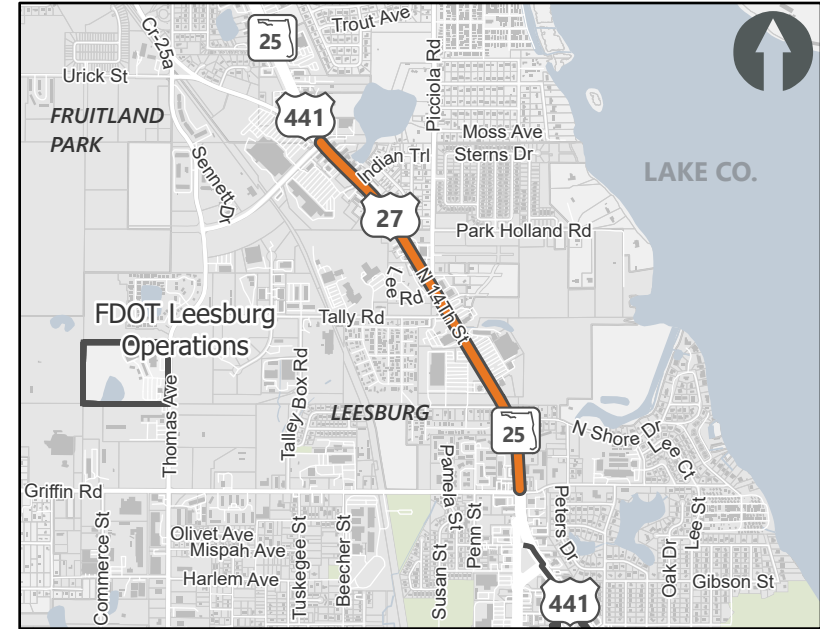 Trout Ave
Cr-25a
25
Picciola Rd
Urick St
FRUITLAND
PARK
441
Moss Ave
Indian Trl
Sterns Dr
Sennett Dr
LAKE CO.
27
Park Holland Rd
Lee
Rd
N 14Th St
FDOT Leesburg
Operations
Tally Rd
Talley Box Rd
Thomas Ave
LEESBURG
25
N Shore Dr
Lee Ct
Pamela St
Griffin Rd
Penn St
Peters Dr
Commerce St
Olivet Ave
Mispah Ave
Harlem Ave
Tuskegee St
Beecher St
Susan St
Oak Dr
Lee St
Gibson St
441